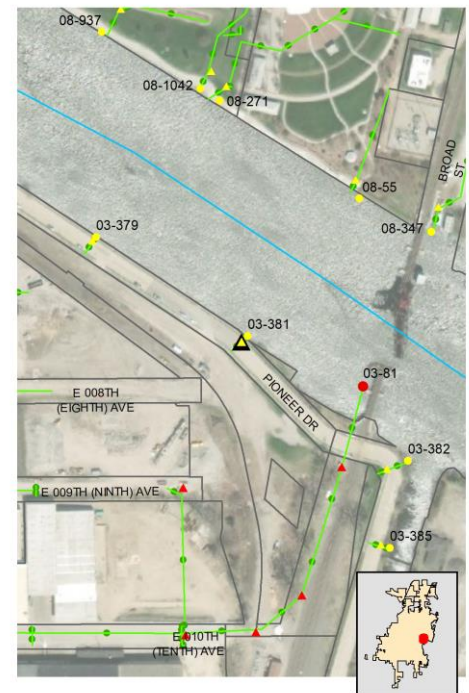 08-937
08-1042
08-271
BROAD
ST
08-55
08-347
03-379
03-381
PIONEER DR
03-81
E 008TH
(EIGHTH) AVE
03-382
E 009TH (NINTH) AVE
03-385
E 010TH
(TENTH) AVE